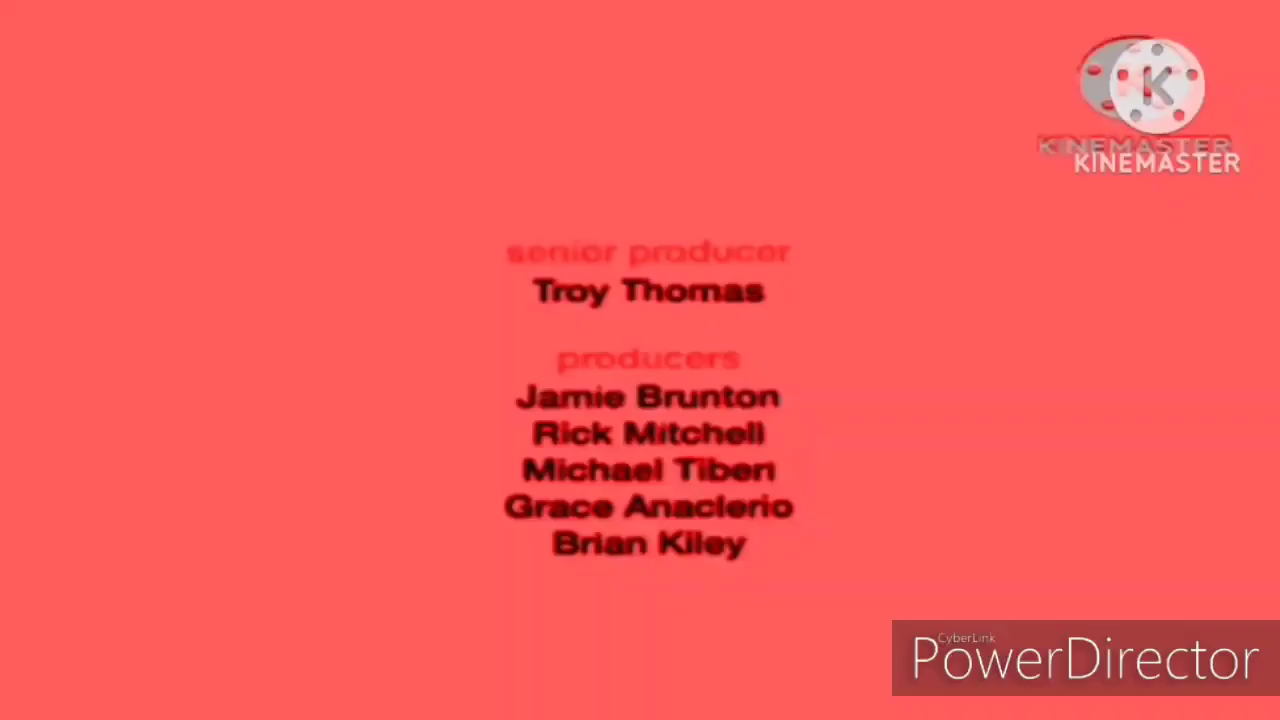 KINEMASTER
KINEMASTER
senior producer
Troy Thomas
producers
Jamie Brunton
Rick Mitchell
Michael Tiberi
Grace Anaclerio
Brian Kiley
CyberLink
PowerDirector